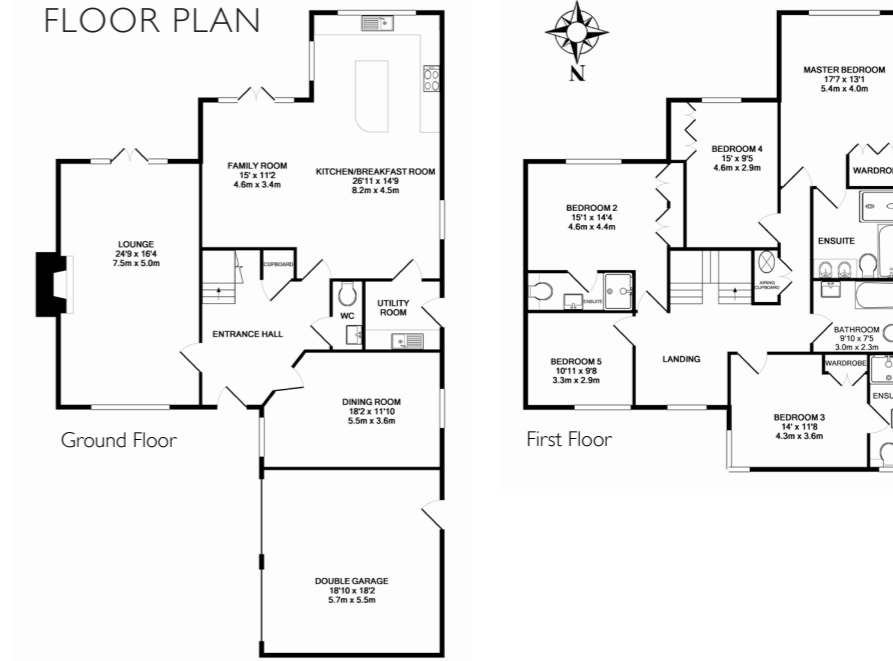 FLOOR PLAN
FAMILY ROOM
15' x 11'2
4.6m x 3.4m
KITCHEN/BREAKFAST ROOM
26'11 x 14'9
8.2m x 4.5m
LOUNGE
24'9 x 16'4
7.5m x 5.0m
CUPBOARD
WC
UTILITY
ROOM
ENTRANCE HALL
DINING ROOM
18'2 x 11'10
5.5m x 3.6m
Ground Floor
DOUBLE GARAGE
18'10 x 18'2
5.7m x 5.5m
N
MASTER BEDROOM
17'7 x 13'1
5.4m x 4.0m
BEDROOM 4
15' x 9'5
4.6m x 2.9m
WARDRO
BEDROOM 2
15'1 x 14'4
4.6m x 4.4m
ENSUITE
ENSUITE
AIRING
CUPBOARD
BATHROOM
9'10 x 7'5
3.0m x 2.3m
BEDROOM 5
10'11 x 9'8
3.3m x 2.9m
LANDING
WARDROBE
ENSU
BEDROOM 3
14' x 11'8
4.3m x 3.6m
First Floor